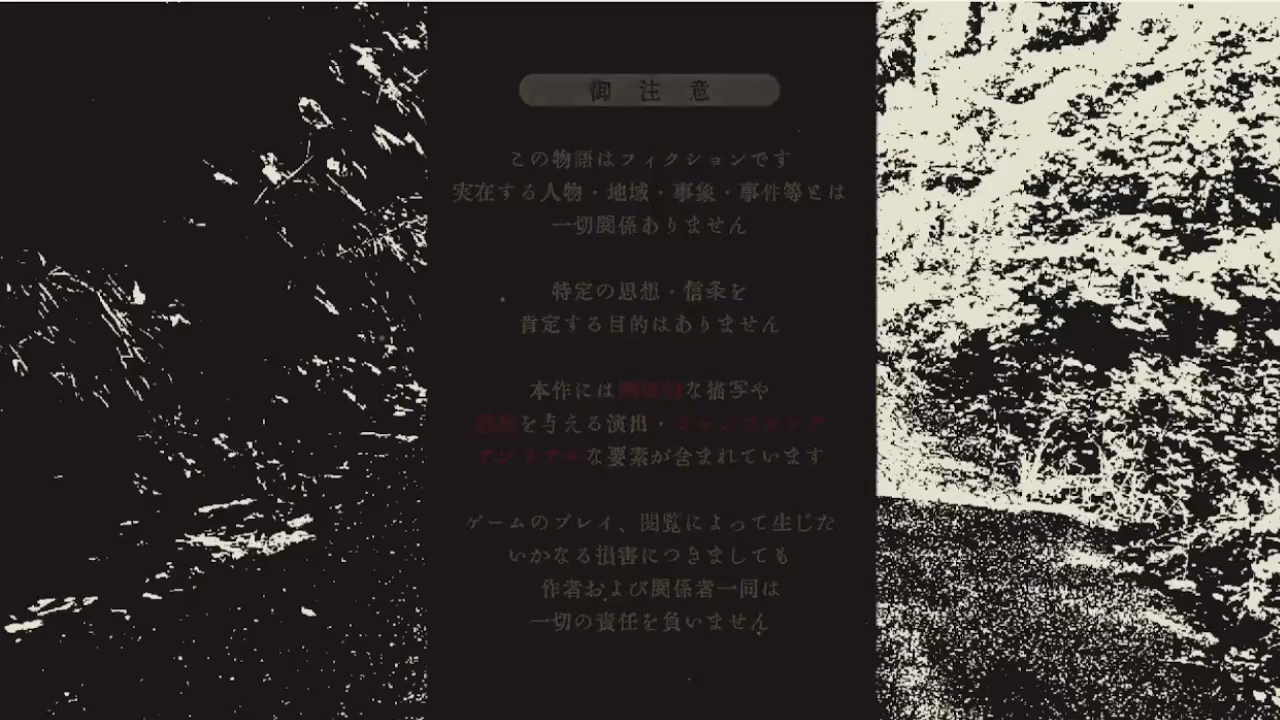 御注意
この物語はフィクションです
実在する人物・地域・事象・事件等とは
一切関係ありません
特定の思想・信条を
肯定する目的はありません
本作には な描写や
を与える演出・
な要素が含まれています
ゲームのプレイ、閲覧によって生じた
いかなる損害につきましても
作者および関係者一同は
一切の責任を負いません